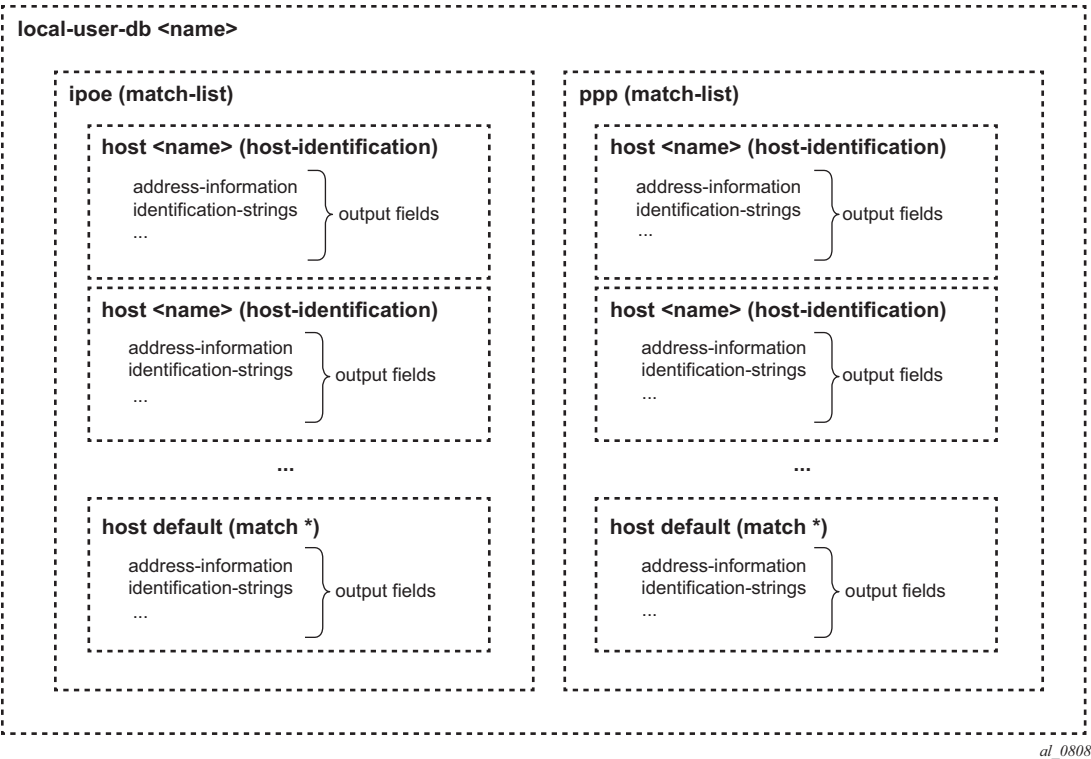 local-user-db <name>
ipoe (match-list)
host <name> (host-identification)
address-information
identification-strings
...
output fields
host <name> (host-identification)
address-information
identification-strings
...
output fields
...
host default (match *)
address-information
identification-strings
...
output fields
ppp (match-list)
host <name> (host-identification)
address-information
identification-strings
...
output fields
host <name> (host-identification)
address-information
identification-strings
...
output fields
...
host default (match *)
address-information
identification-strings
...
output fields
al_0808